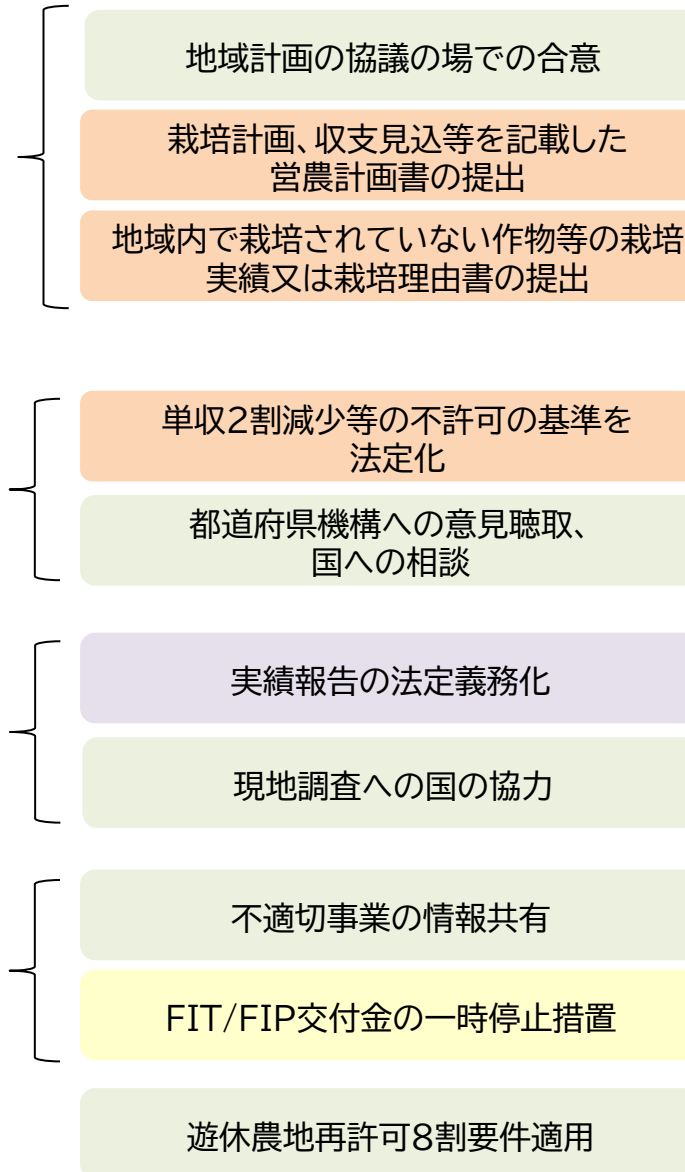 地域計画の協議の場での合意
栽培計画、収支見込等を記載した
営農計画書の提出
地域内で栽培されていない作物等の栽培
実績又は栽培理由書の提出
単収2割減少等の不許可の基準を
法定化
都道府県機構への意見聴取、
国への相談
実績報告の法定義務化
現地調査への国の協力
不適切事業の情報共有
FIT/FIP交付金の一時停止措置
遊休農地再許可8割要件適用